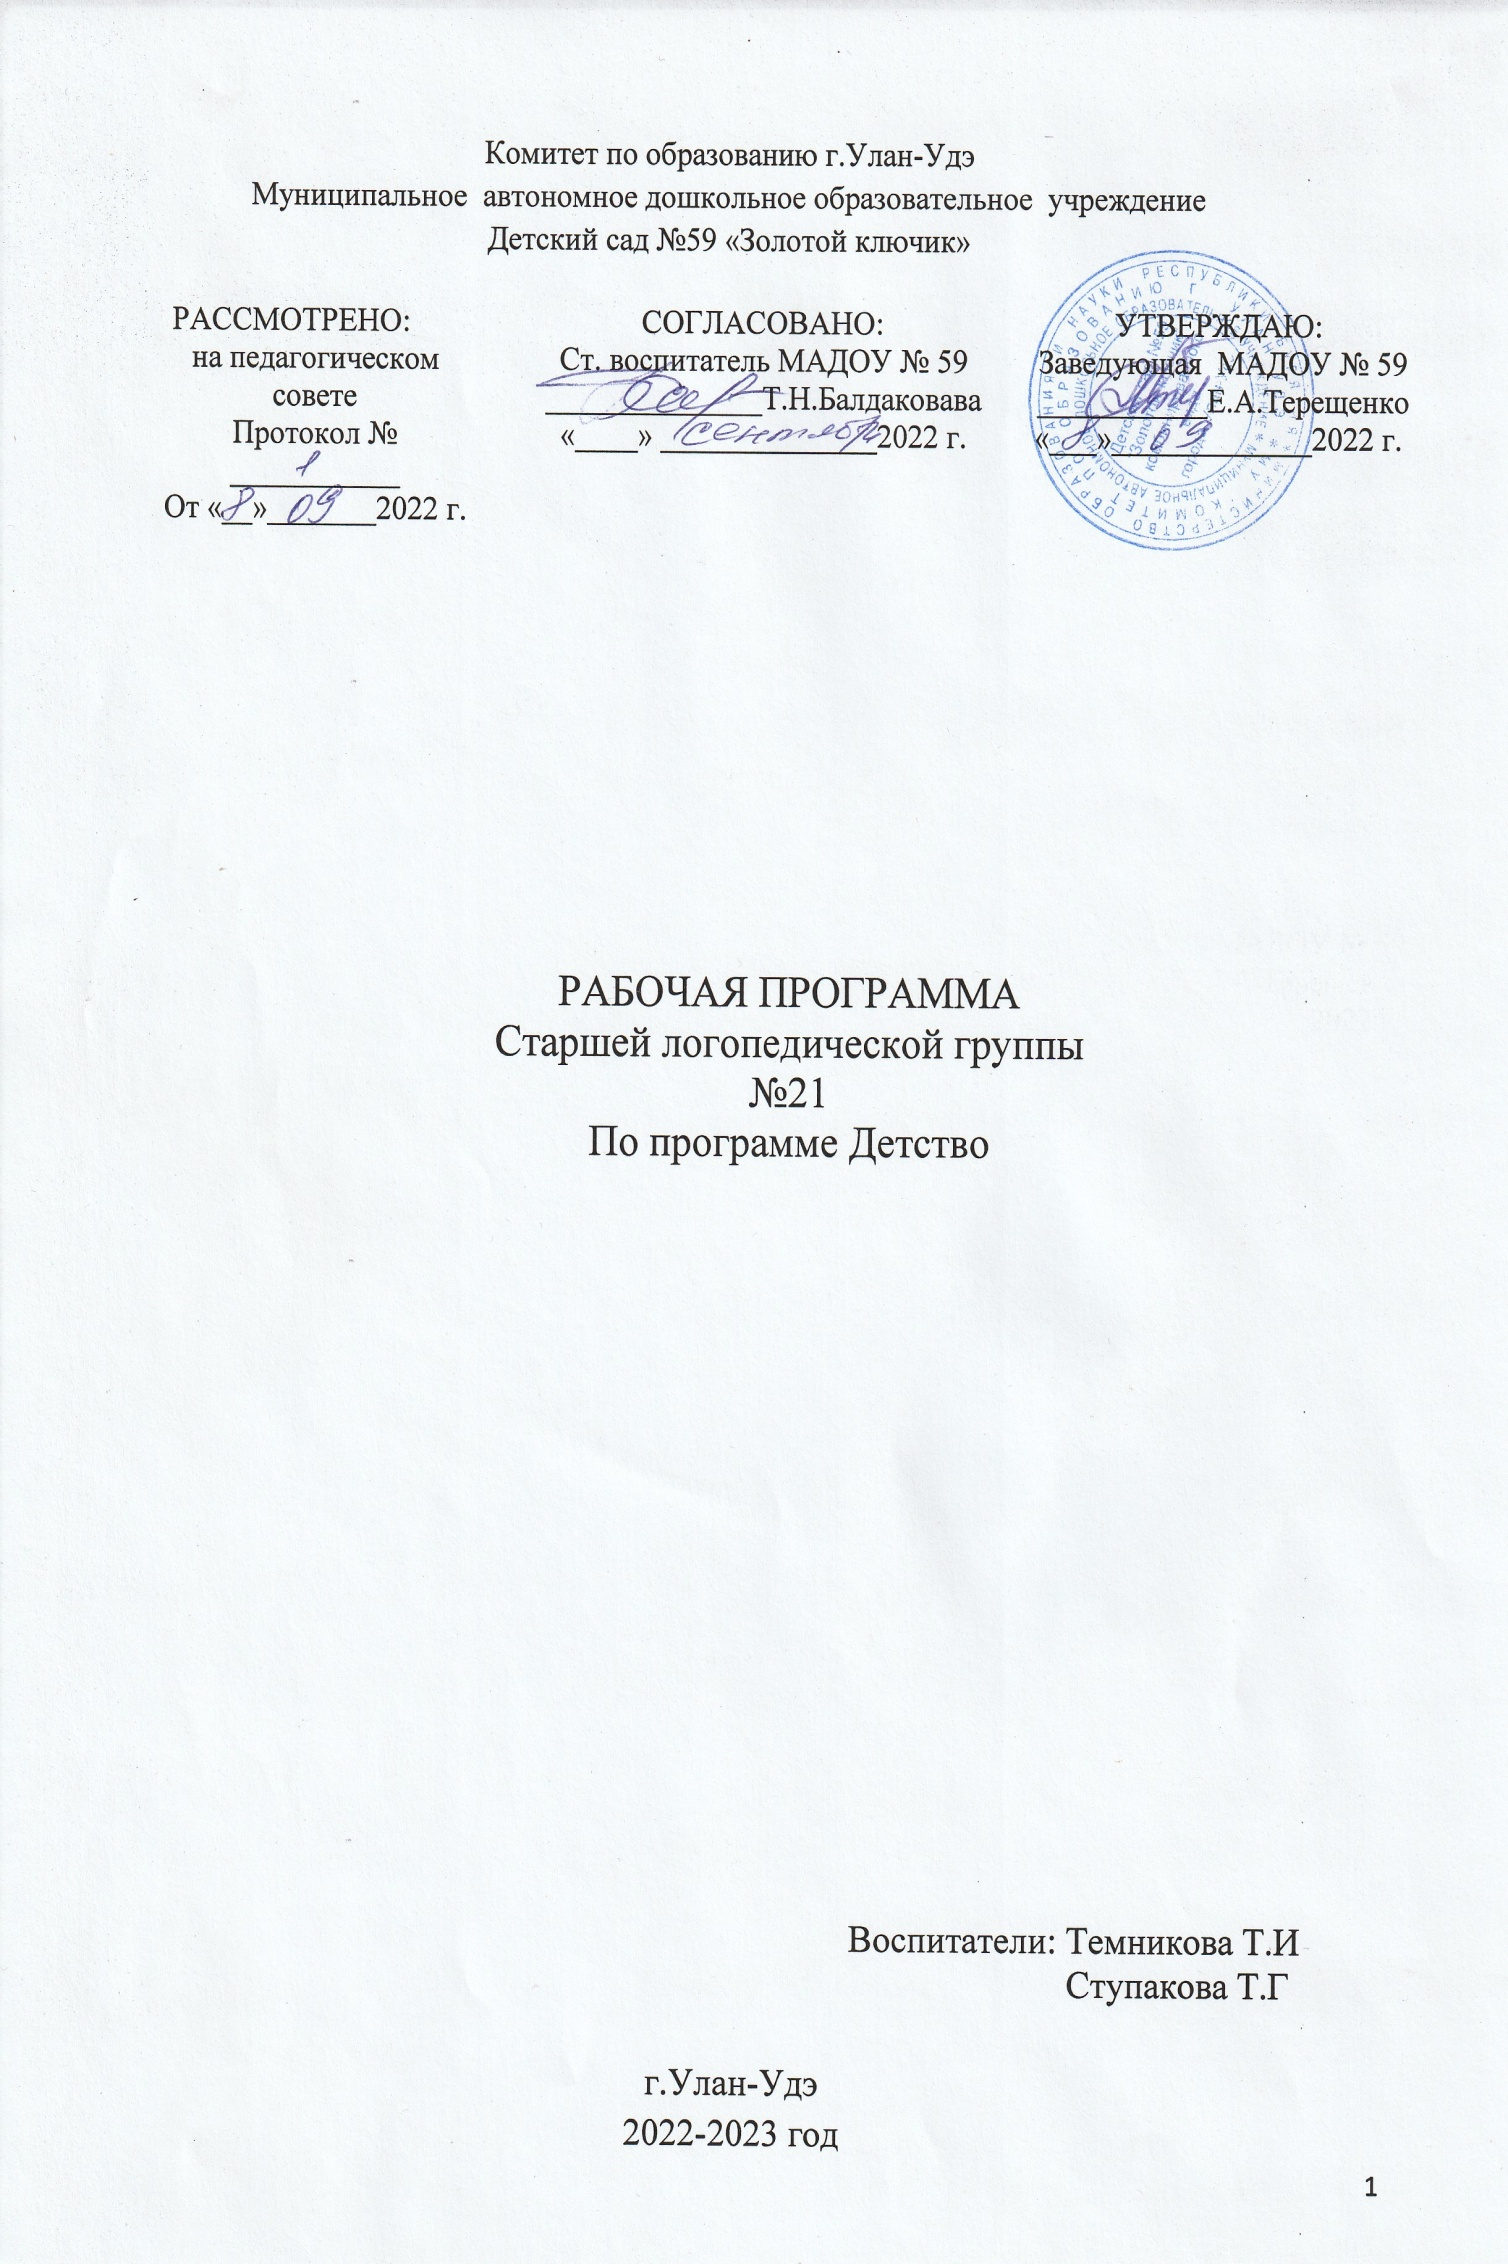 Комитет по образованию г.Улан-Удэ
Муниципальное автономное дошкольное образовательное учреждение
Детский сад №59 «Золотой ключик»
РАССМОТРЕНО:
на педагогическом
совете
Протокол №
1
От «8» 09 2022 г.
СОГЛАСОВАНО:
Ст. воспитатель МАДОУ № 59
Т.Н.Балдаковава
«____» сентября 2022 г.
УТВЕРЖДАЮ:
Заведующая МАДОУ № 59
Е.А.Терещенко
«8» 09 2022 г.
РАБОЧАЯ ПРОГРАММА
Старшей логопедической группы
№21
По программе Детство
Воспитатели: Темникова Т.И
Ступакова Т.Г
г.Улан-Удэ
2022-2023 год
1